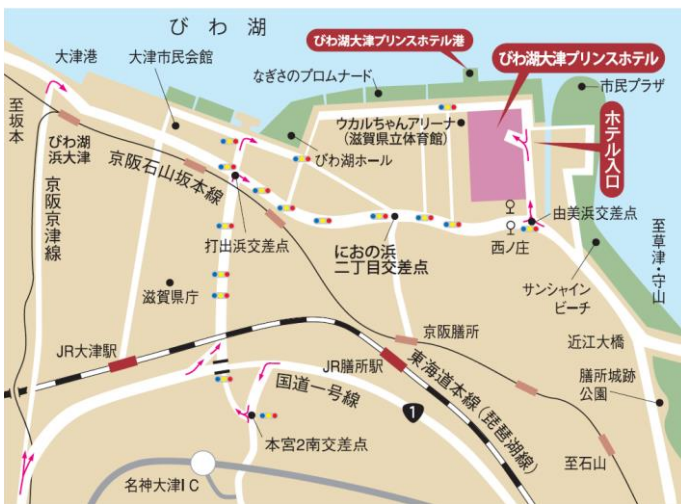 びわ湖
大津港
大津市民会館
なぎさのプロムナード
びわ湖大津プリンスホテル港
びわ湖大津プリンスホテル
市民プラザ
ホテル入口
至坂本
びわ湖
浜大津
京阪石山坂本線
京阪京津線
びわ湖ホール
ウカルちゃんアリーナ
(滋賀県立体育館)
打出浜交差点
におの浜
二丁目交差点
西ノ庄
由美浜交差点
至草津・守山
サンシャイン
ビーチ
滋賀県庁
JR大津駅
JR膳所駅
京阪膳所
東海道本線(琵琶湖線)
近江大橋
膳所城跡
公園
国道一号線
1
本宮2南交差点
名神大津IC
至石山